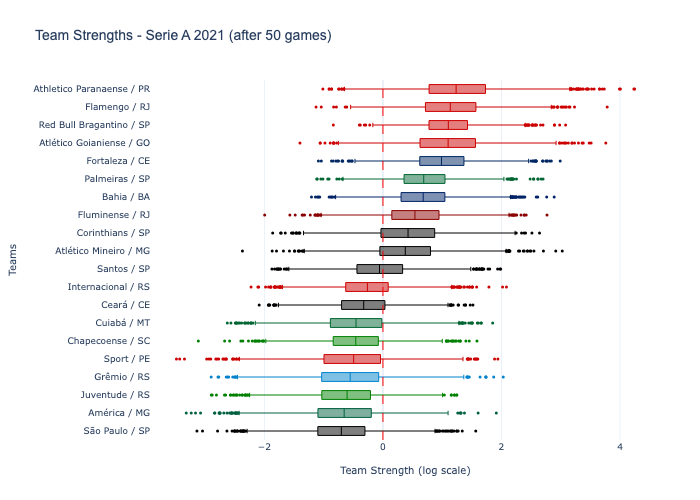 Team Strengths - Serie A 2021 (after 50 games)
Athletico Paranaense / PR
Flamengo / RJ
Red Bull Bragantino / SP
Atlético Goianiense / GO
Fortaleza / CE
Palmeiras / SP
Bahia / BA
Fluminense / RJ
Corinthians / SP
Atlético Mineiro / MG
Santos / SP
Internacional / RS
Ceará / CE
Cuiabá / MT
Chapecoense / SC
Sport / PE
Grêmio / RS
Juventude / RS
América / MG
São Paulo / SP
Teams
−2 0 2 4
Team Strength (log scale)